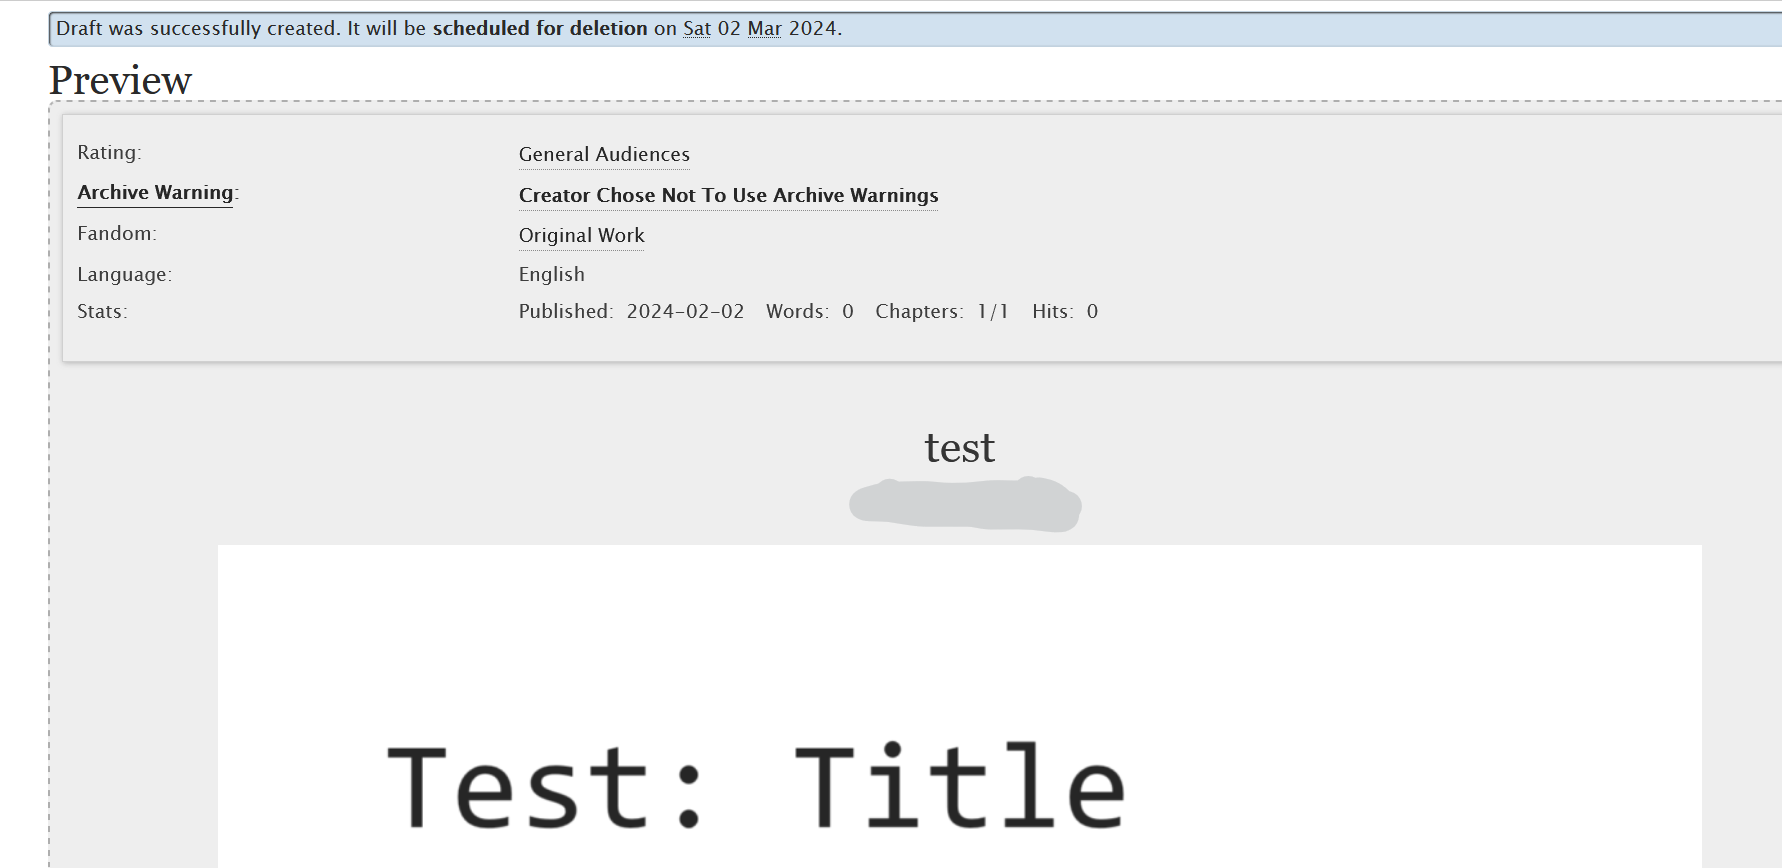 Draft was successfully created. It will be scheduled for deletion on Sat 02 Mar 2024.
Preview
Rating: General Audiences
Archive Warning: Creator Chose Not To Use Archive Warnings
Fandom: Original Work
Language: English
Stats: Published: 2024-02-02 Words: 0 Chapters: 1/1 Hits: 0
test
Test: Title